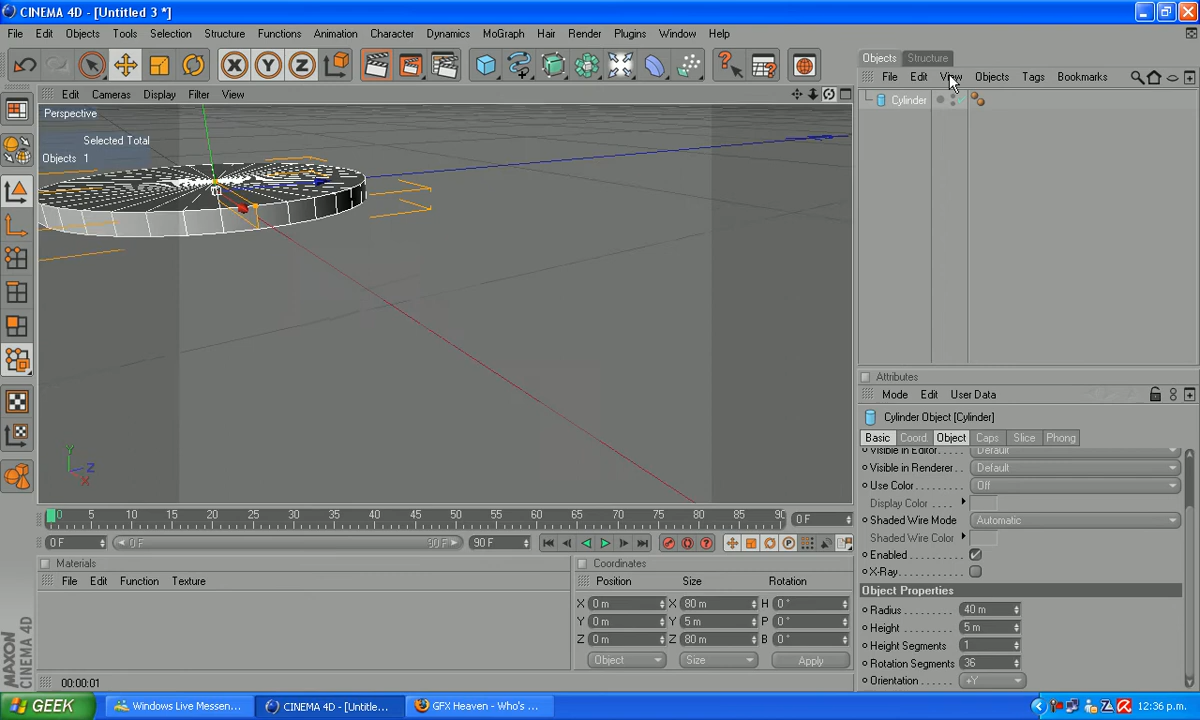 CINEMA 4D - [Untitled 3 *]
File Edit Objects Tools Selection Structure Functions Animation Character Dynamics MoGraph Hair Render Plugins Window Help
X Y Z
Edit Cameras Display Filter View
Perspective
Selected Total
Objects 1
Y
Z
X
0 5 10 15 20 25 30 35 40 45 50 55 60 65 70 75 80 85 90
0 F
0 F 0 F 90 F 90 F
Materials
File Edit Function Texture
Coordinates
Position Size Rotation
X 0 m X 80 m H 0 °
Y 0 m Y 5 m P 0 °
Z 0 m Z 80 m B 0 °
Object Size Apply
MAXON
CINEMA 4D
00:00:01
Objects Structure
File Edit View Objects Tags Bookmarks
Cylinder
Attributes
Mode Edit User Data
Cylinder Object [Cylinder]
Basic Coord. Object Caps Slice Phong
Visible in Editor. Default
Visible in Renderer. Default
Use Color Off
Display Color
Shaded Wire Mode Automatic
Shaded Wire Color
Enabled
X-Ray
Object Properties
Radius 40 m
Height 5 m
Height Segments 1
Rotation Segments 36
Orientation +Y
GEEK
Windows Live Messen...
CINEMA 4D - [Untitle...
GFX Heaven - Who's ...
12:36 p.m.